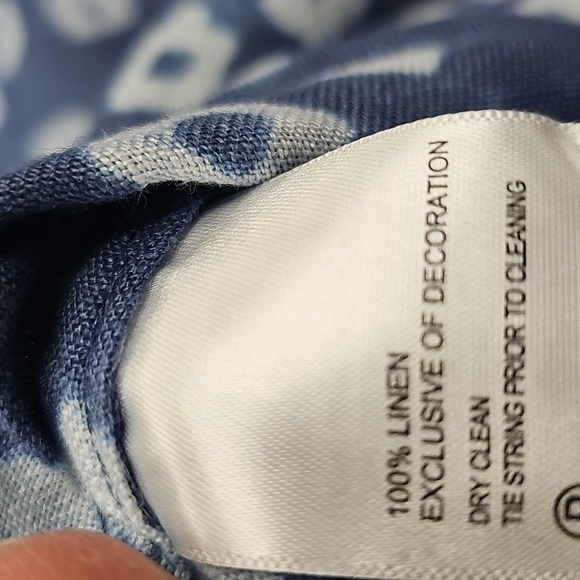 100% LINEN
EXCLUSIVE OF DECORATION
DRY CLEAN
TIE STRING PRIOR TO CLEANING